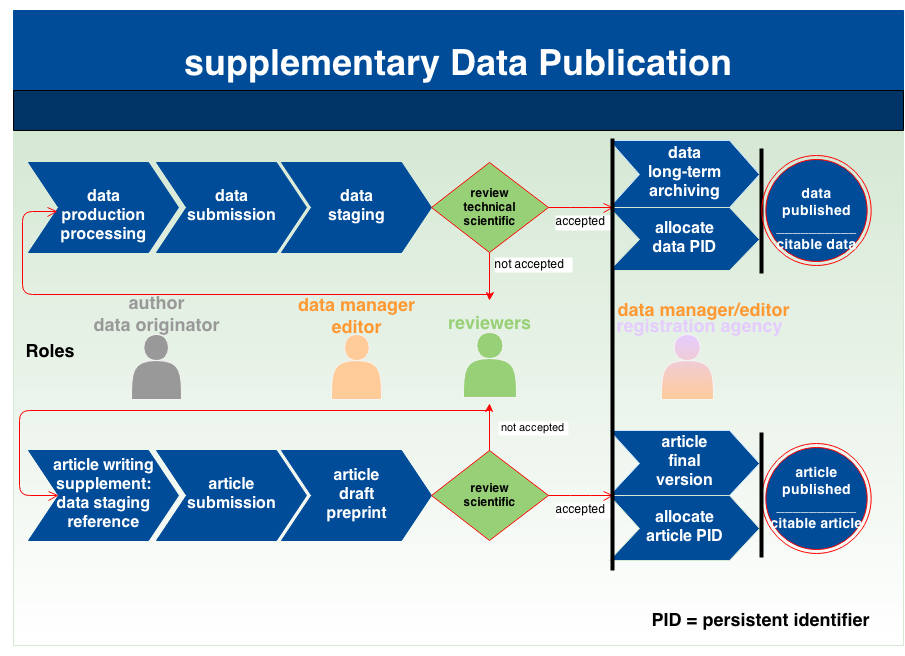 supplementary Data Publication
data
production
processing
data
submission
data
staging
review
technical
scientific
accepted
not accepted
data
long-term
archiving
allocate
data PID
data
published
citable data
author
data originator
data manager
editor
reviewers
data manager/editor
registration agency
Roles
not accepted
article writing
supplement:
data staging
reference
article
submission
article
draft
preprint
review
scientific
accepted
article
final
version
allocate
article PID
article
published
citable article
PID = persistent identifier